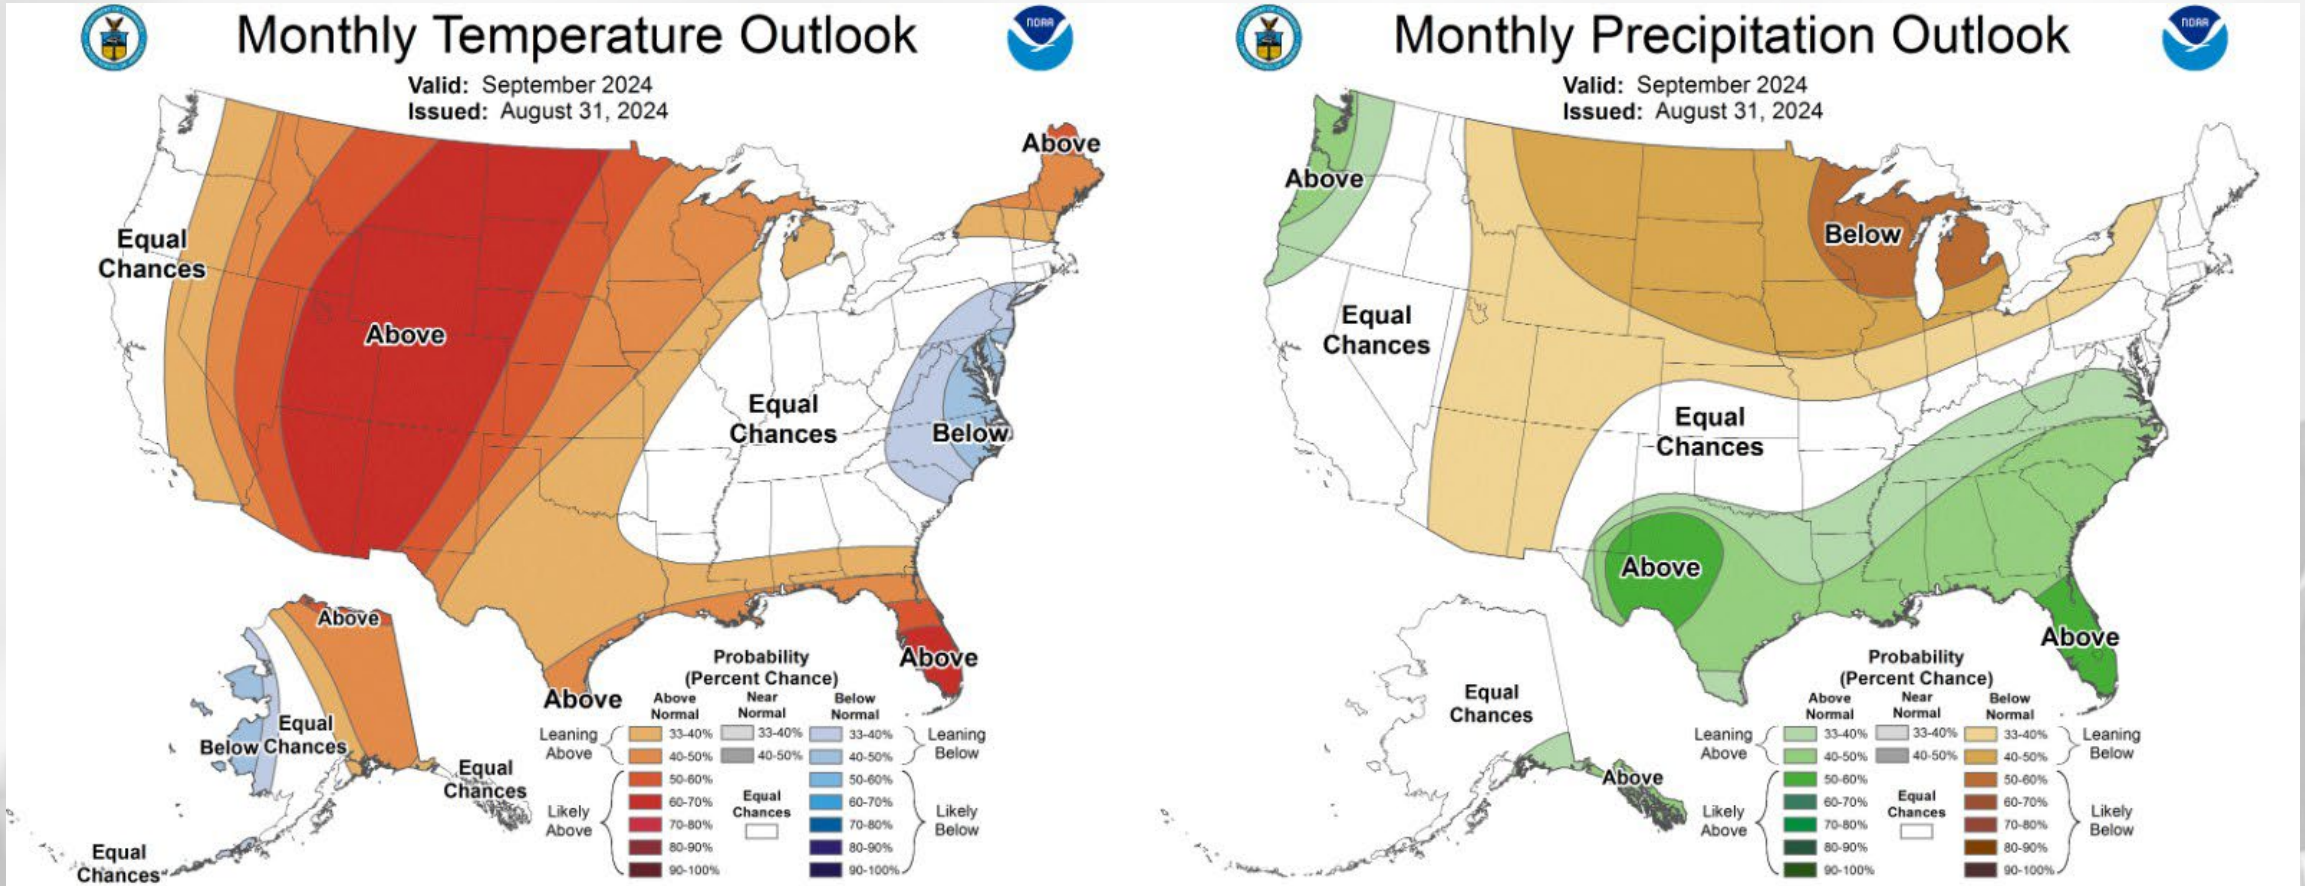 Monthly Temperature Outlook
NOAA
Valid: September 2024
Issued: August 31, 2024
Above
Equal
Chances
Above
Equal
Chances
Below
Above
Above
Above
Equal
Chances
Below
Equal
Chances
Equal
Chances
Probability
(Percent Chance)
Above
Normal
Near
Normal
Below
Normal
Leaning
Above
33-40%
33-40%
33-40%
Leaning
Below
40-50%
40-50%
40-50%
Likely
Above
50-60%
50-60%
60-70%
Equal
Chances
60-70%
Likely
Below
70-80%
70-80%
80-90%
80-90%
90-100%
90-100%
Monthly Precipitation Outlook
NOAA
Valid: September 2024
Issued: August 31, 2024
Above
Below
Equal
Chances
Equal
Chances
Above
Above
Equal
Chances
Above
Probability
(Percent Chance)
Above
Normal
Near
Normal
Below
Normal
Leaning
Above
33-40%
33-40%
33-40%
Leaning
Below
40-50%
40-50%
40-50%
Likely
Above
50-60%
50-60%
60-70%
Equal
Chances
60-70%
Likely
Below
70-80%
70-80%
80-90%
80-90%
90-100%
90-100%